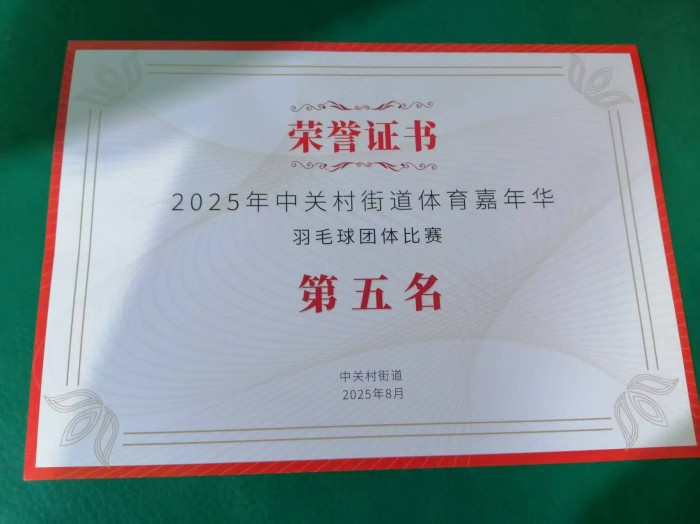 荣誉证书
2025年中关村街道体育嘉年华
羽毛球团体比赛
第五名
中关村街道
2025年8月